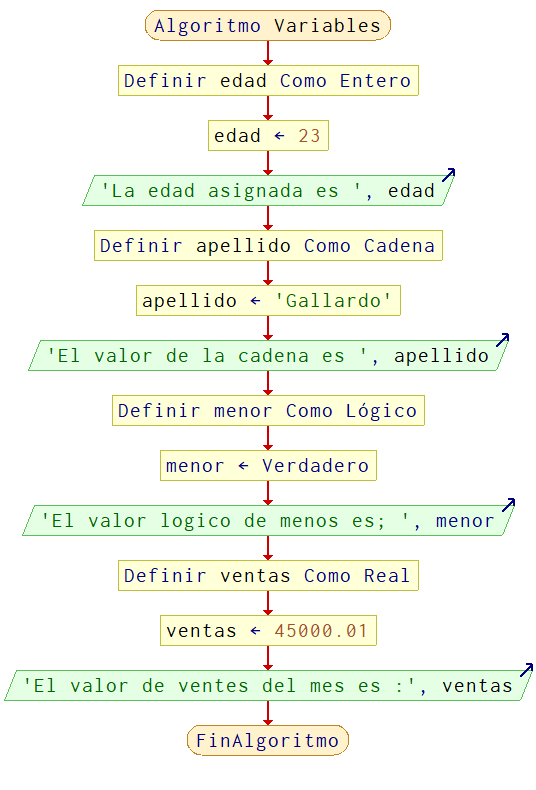 Algoritmo Variables
Definir edad Como Entero
edad ← 23
'La edad asignada es ', edad
Definir apellido Como Cadena
apellido ← 'Gallardo'
'El valor de la cadena es ', apellido
Definir menor Como Lógico
menor ← Verdadero
'El valor logico de menos es; ', menor
Definir ventas Como Real
ventas ← 45000.01
'El valor de ventes del mes es :', ventas
FinAlgoritmo